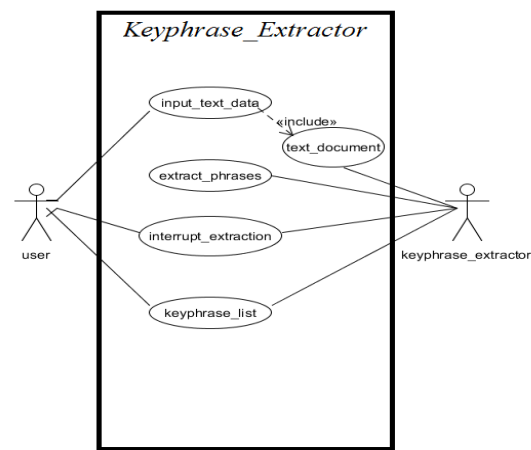 Keyphrase_Extractor
input_text_data
«include»
text_document
extract_phrases
interrupt_extraction
user
keyphrase_extractor
keyphrase_list